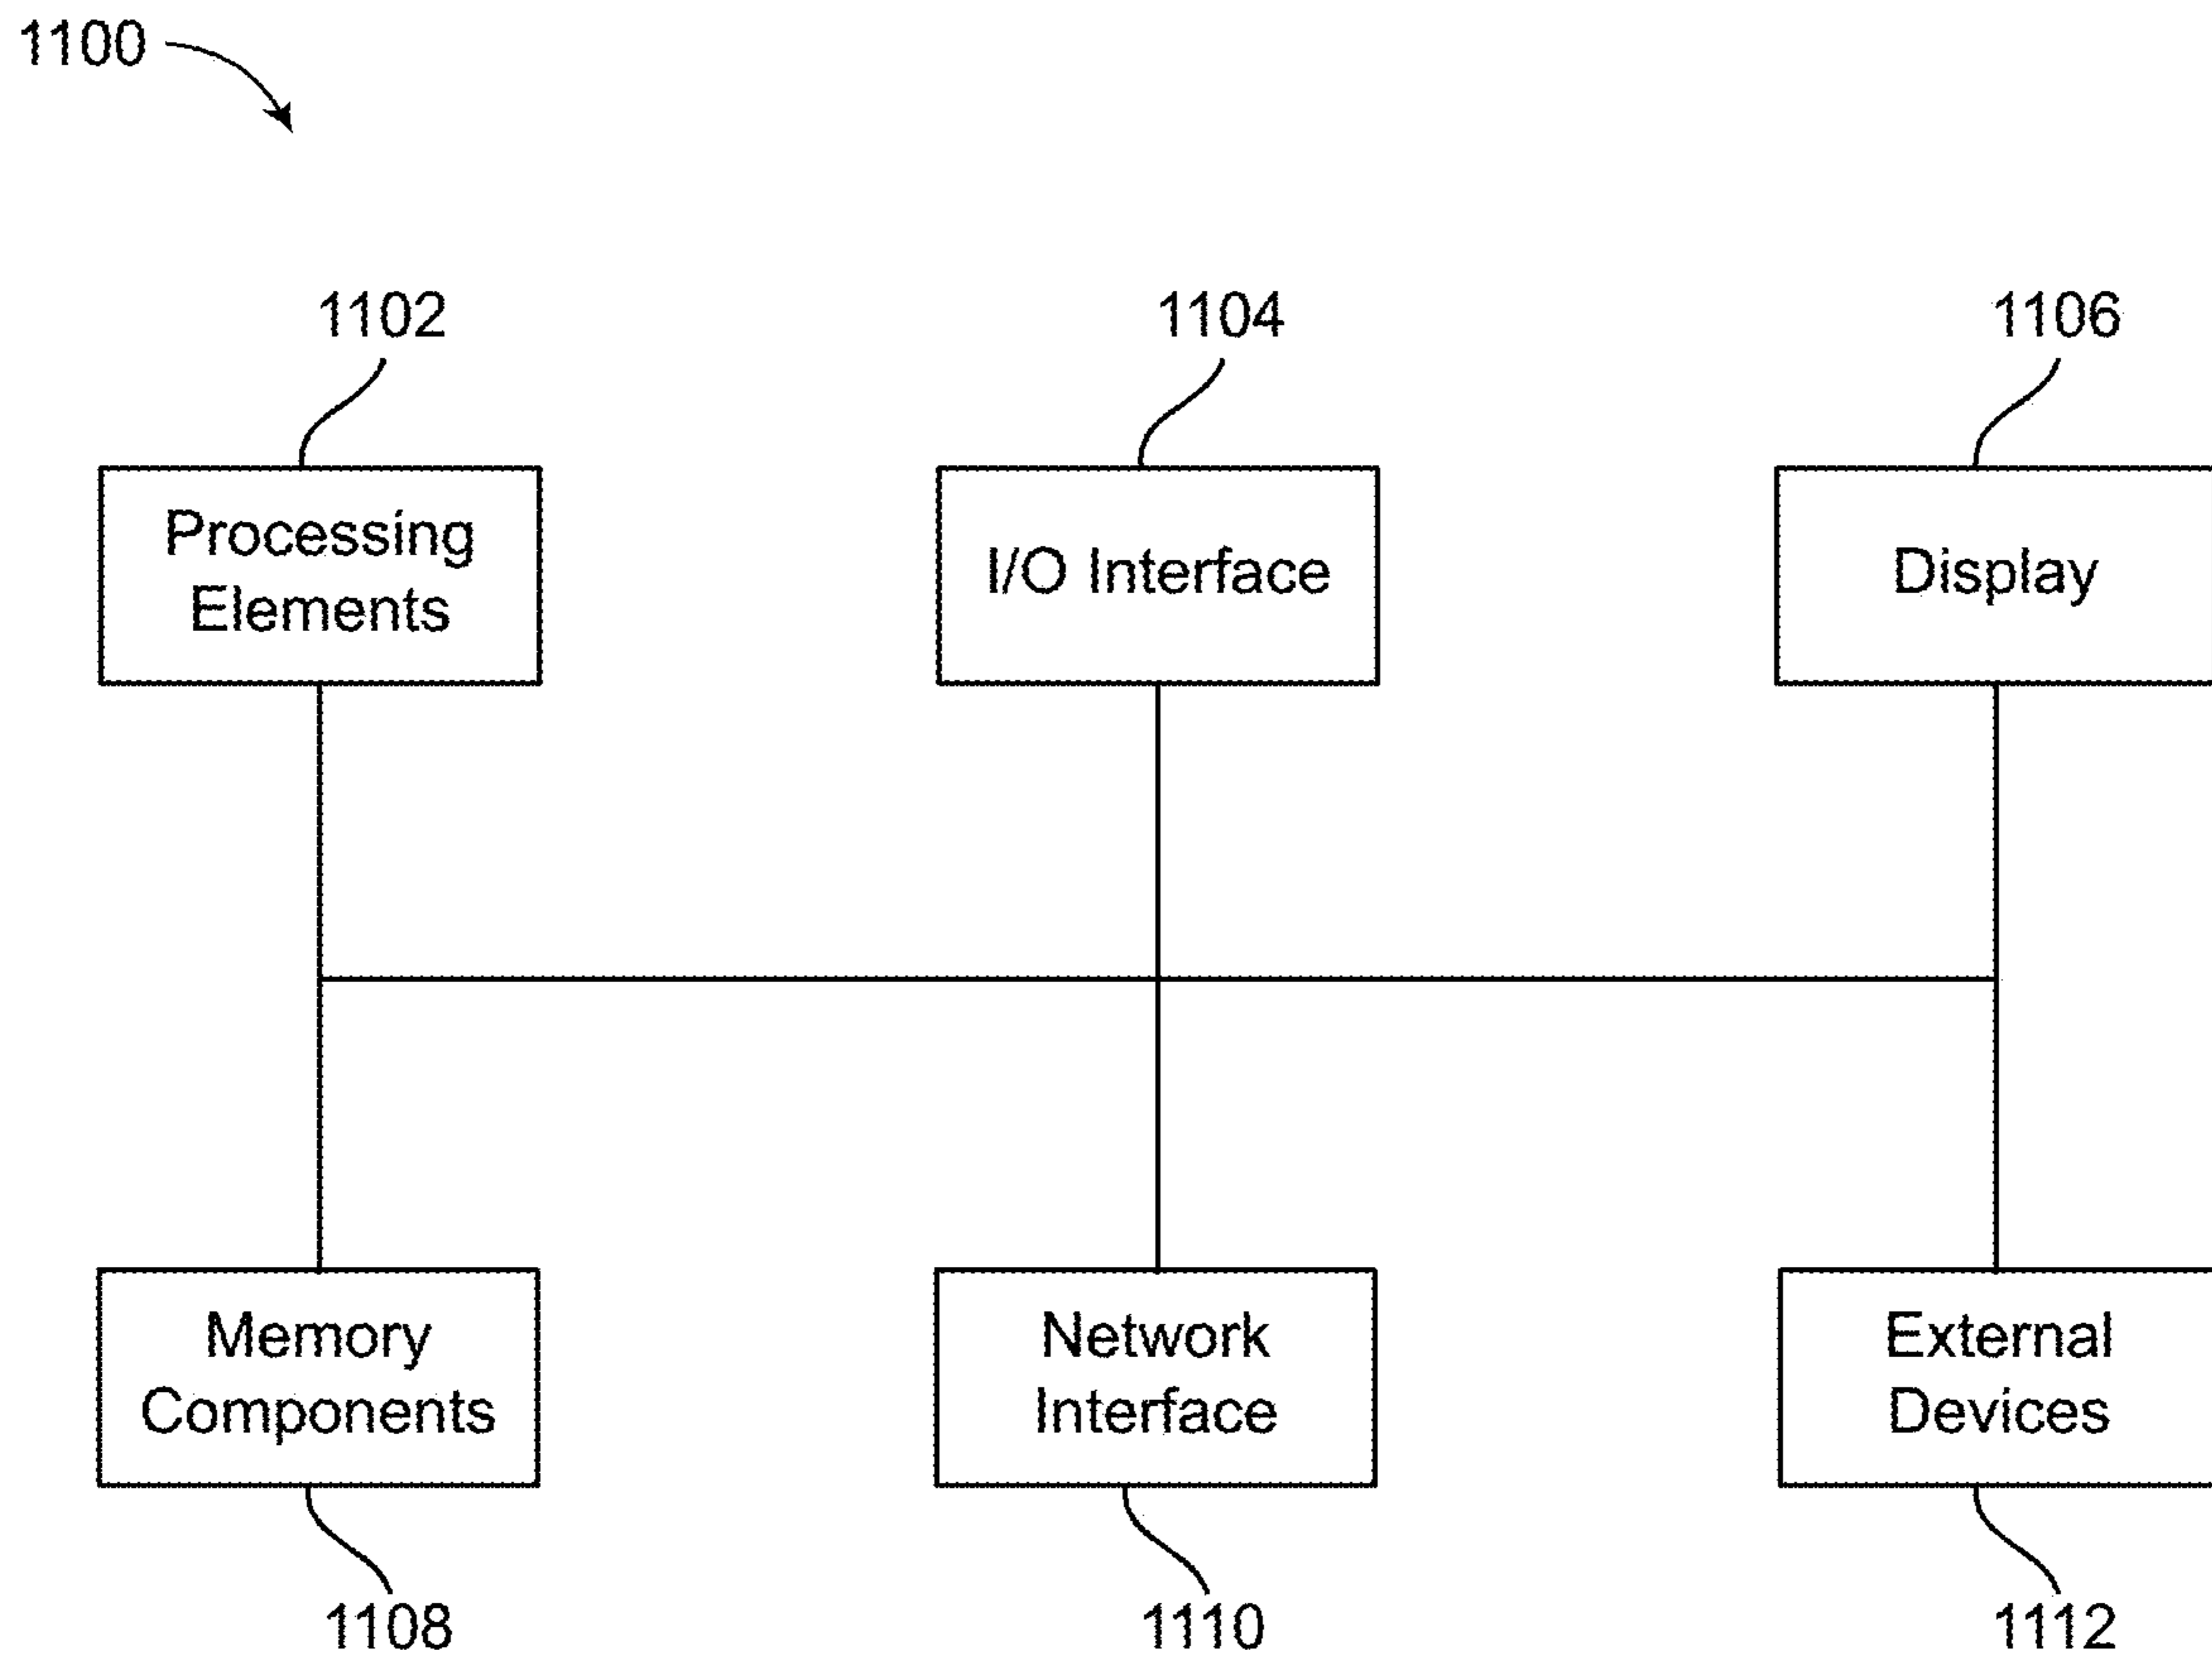 1100
1102
1104
1106
Processing
Elements
I/O Interface
Display
Memory
Components
Network
Interface
External
Devices
1108
1110
1112